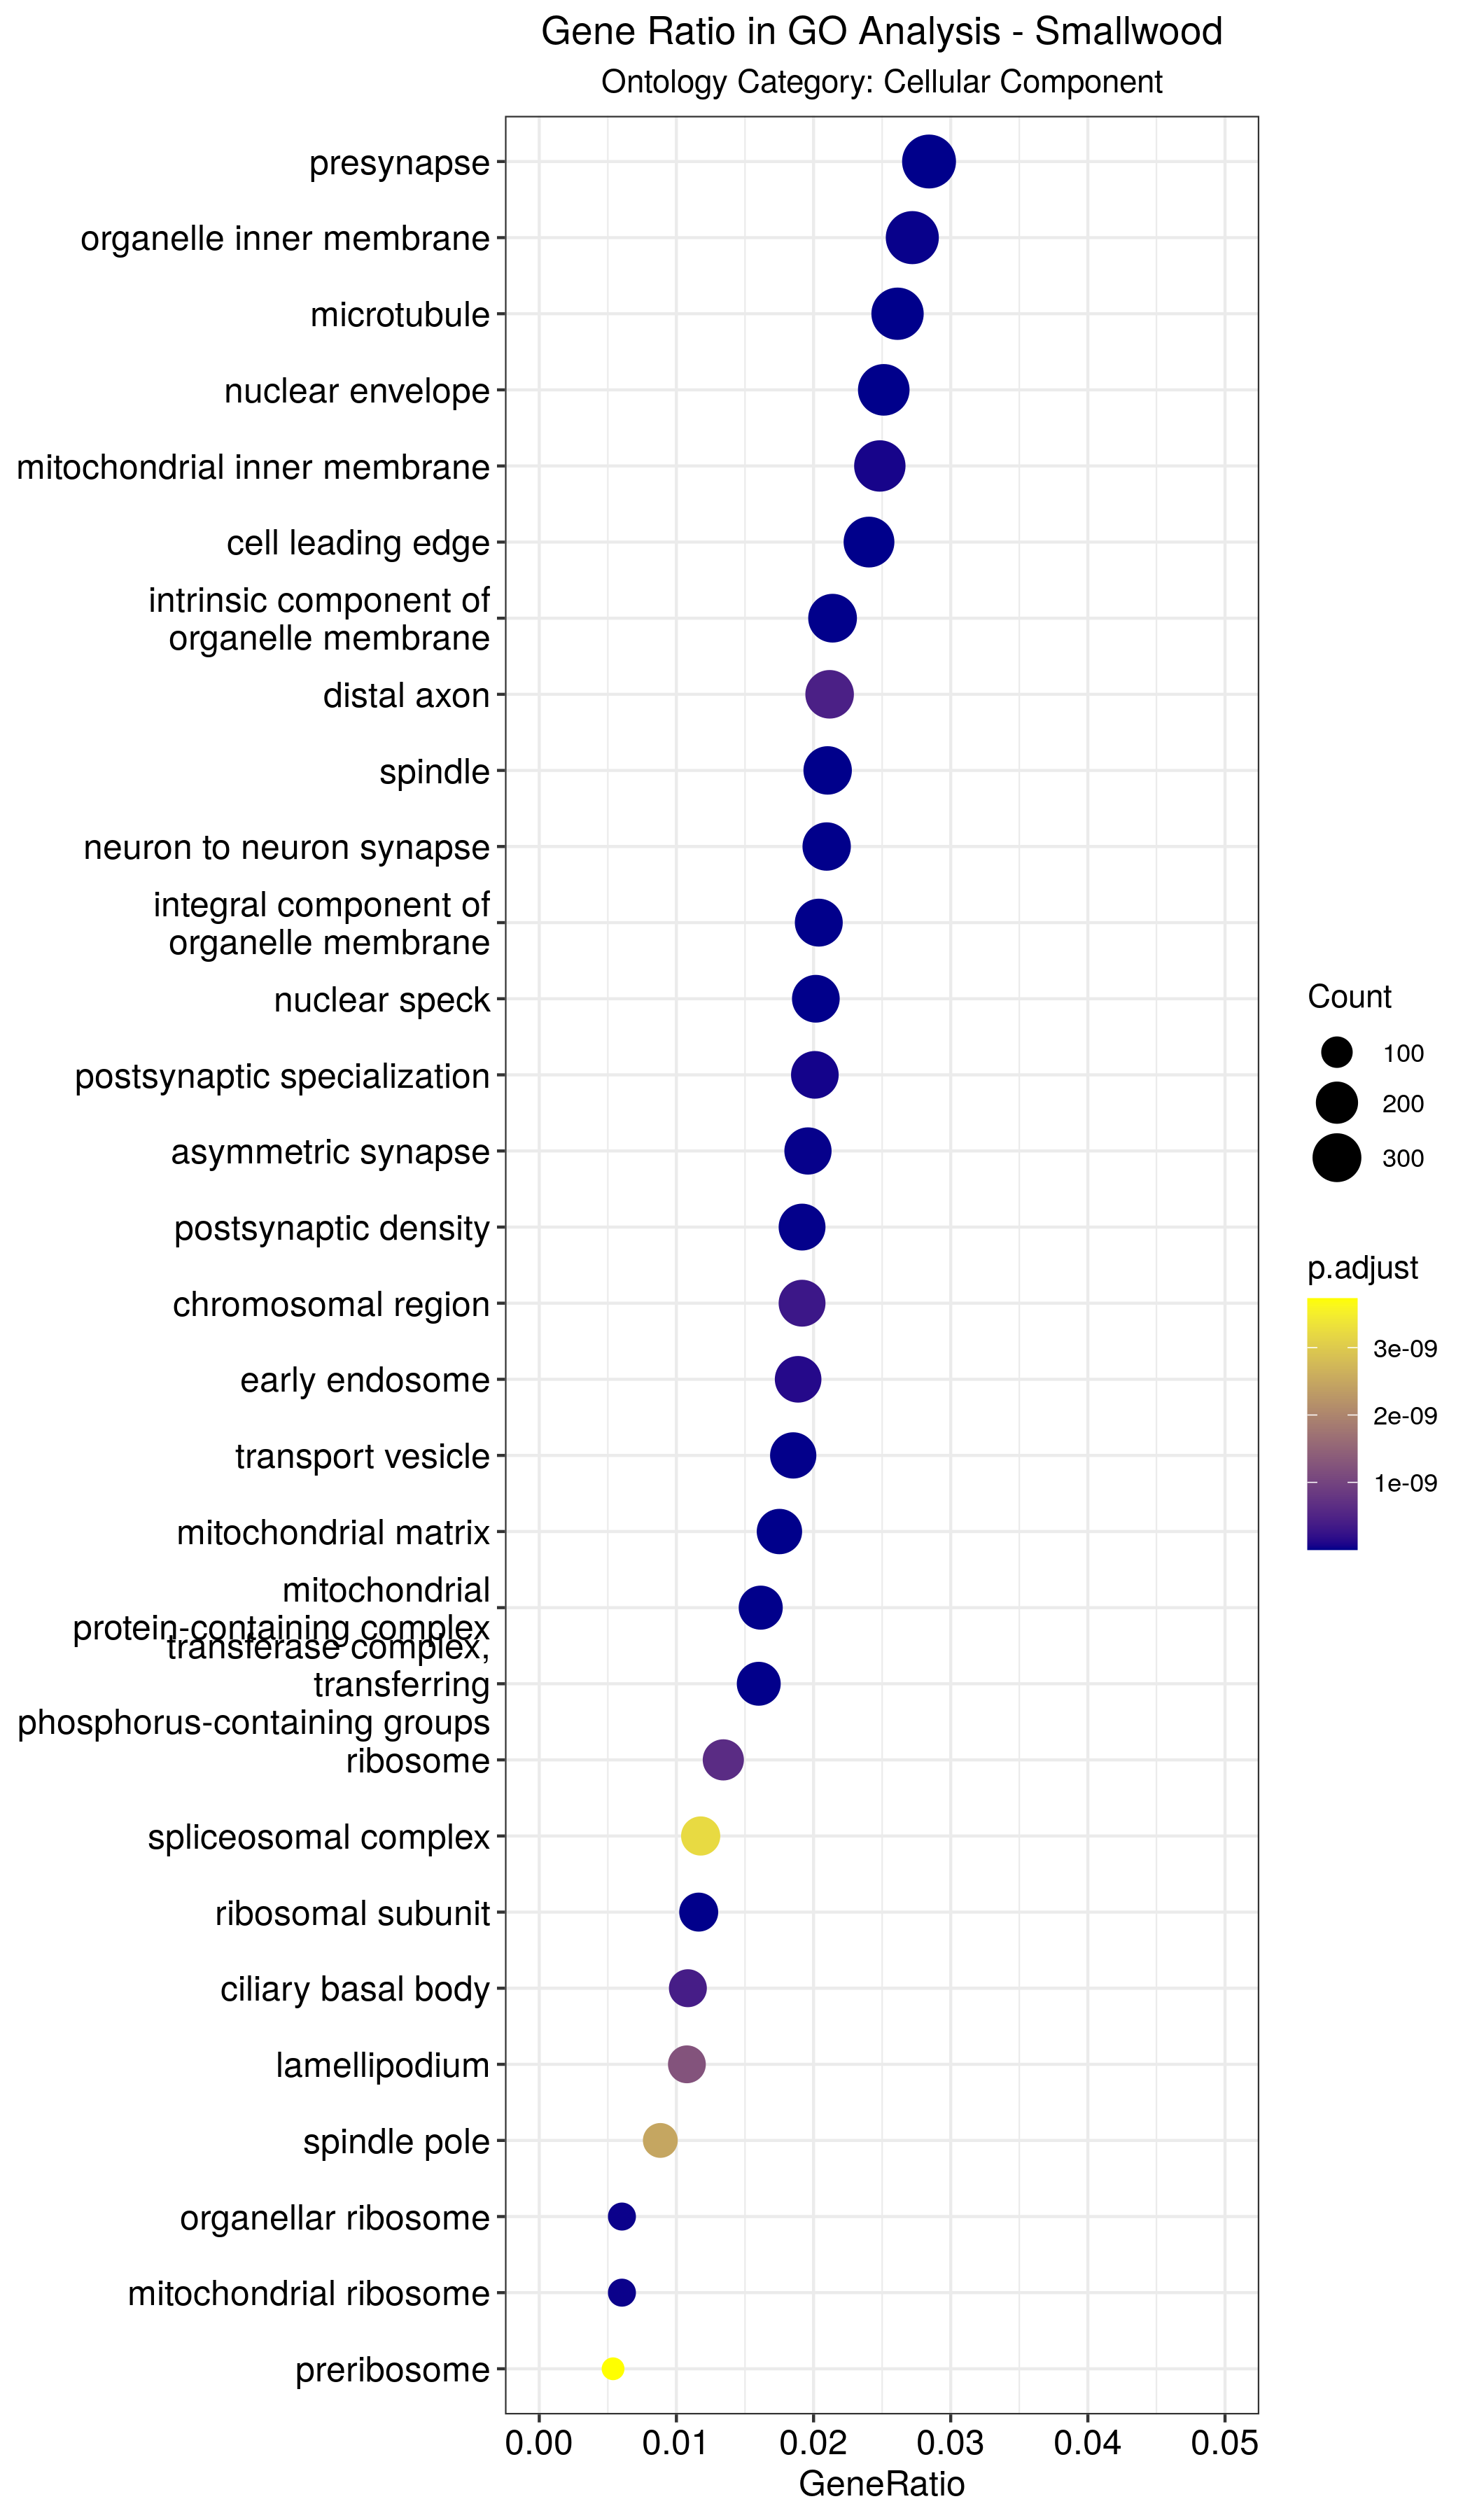 Gene Ratio in GO Analysis - Smallwood
Ontology Category: Cellular Component
presynapse
organelle inner membrane
microtubule
nuclear envelope
mitochondrial inner membrane
cell leading edge
intrinsic component of
organelle membrane
distal axon
spindle
neuron to neuron synapse
integral component of
organelle membrane
nuclear speck
postsynaptic specialization
asymmetric synapse
postsynaptic density
chromosomal region
early endosome
transport vesicle
mitochondrial matrix
mitochondrial
protein-containing complex
transferase complex,
transferring
phosphorus-containing groups
ribosome
spliceosomal complex
ribosomal subunit
ciliary basal body
lamellipodium
spindle pole
organellar ribosome
mitochondrial ribosome
preribosome
0.00 0.01 0.02 0.03 0.04 0.05
GeneRatio
Count
100
200
300
p.adjust
3e-09
2e-09
1e-09